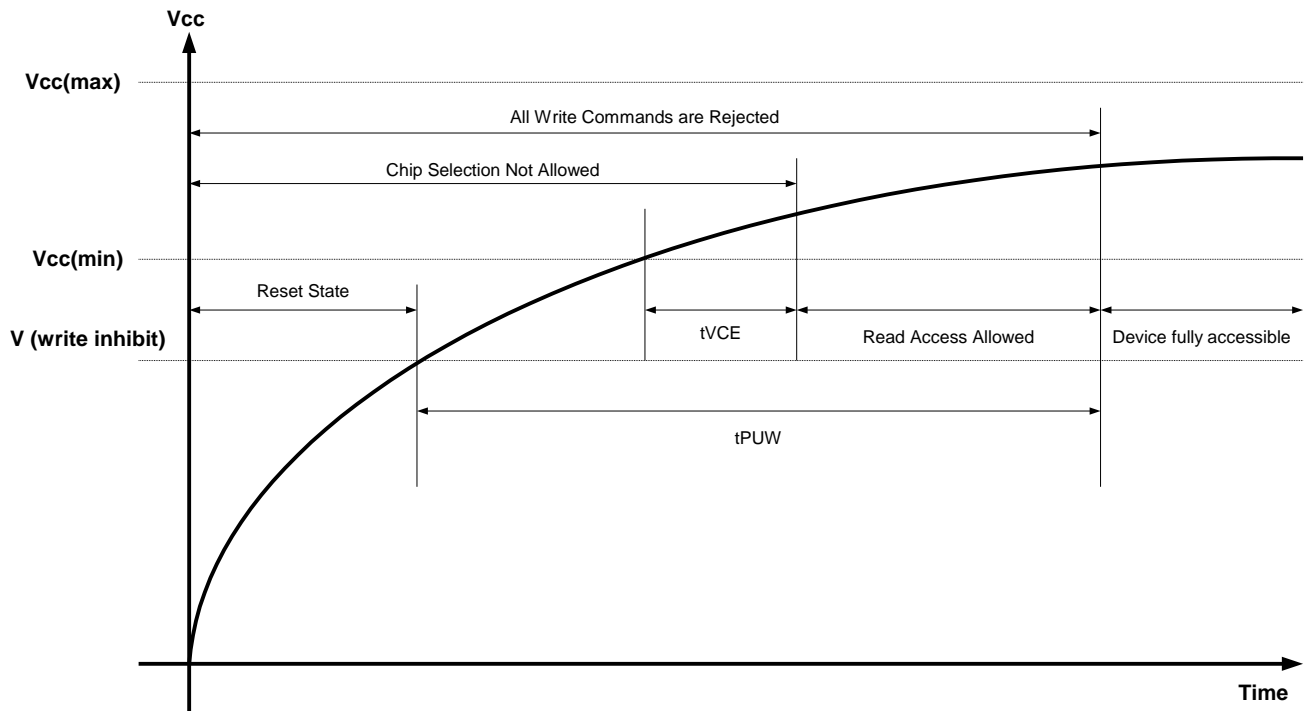 Vcc
Vcc(max)
All Write Commands are Rejected
Chip Selection Not Allowed
Vcc(min)
Reset State
V (write inhibit)
tVCE
Read Access Allowed
Device fully accessible
tPUW
Time